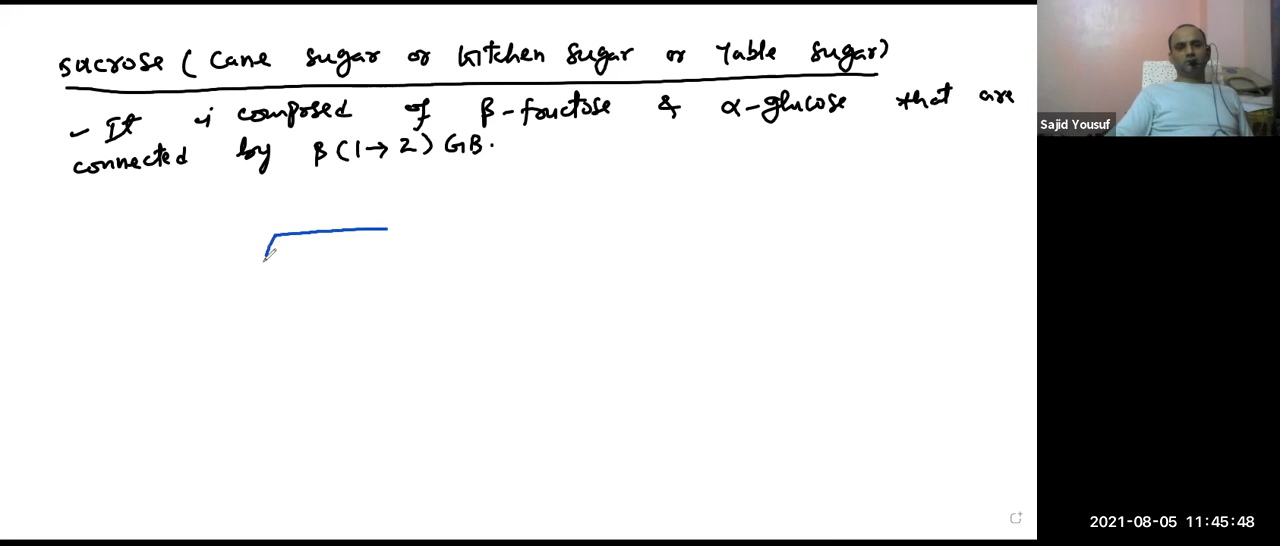 sucrose ( cane sugar or kitchen sugar or Table sugar)
- It is composed of β-fructose & α-glucose that are
connected by β(1→2) GB.
Sajid Yousuf
2021-08-05 11:45:48